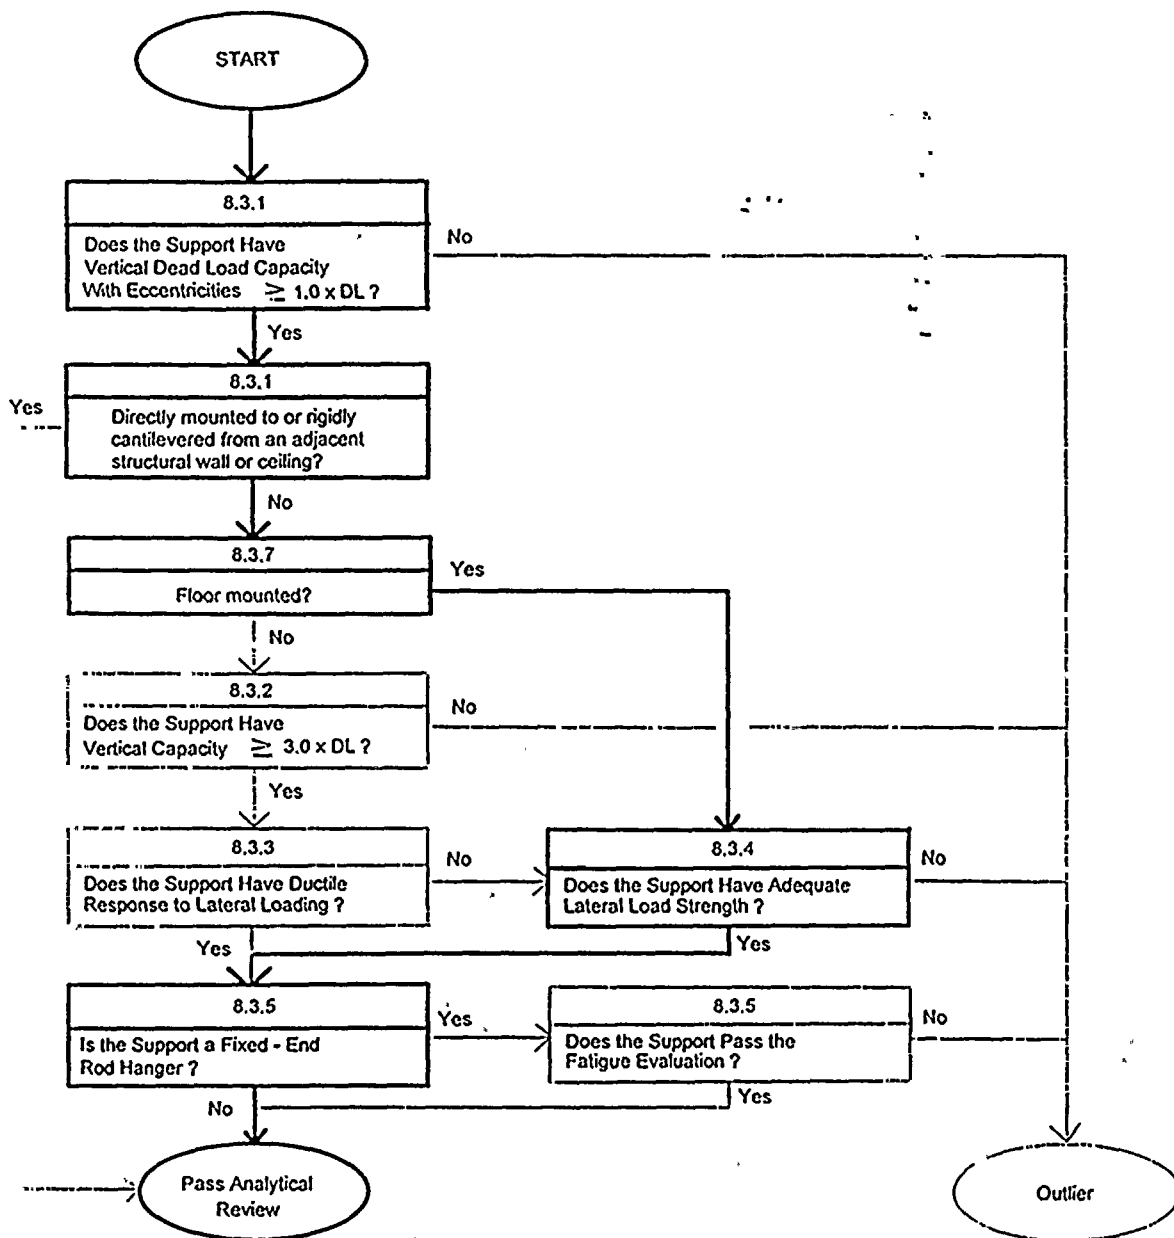 START
8.3.1
Does the Support Have
Vertical Dead Load Capacity
With Eccentricities ≥ 1.0 x DL ?
No
Yes
8.3.1
Directly mounted to or rigidly
cantilevered from an adjacent
structural wall or ceiling?
Yes
No
8.3.7
Floor mounted?
Yes
No
8.3.2
Does the Support Have
Vertical Capacity ≥ 3.0 x DL ?
No
Yes
8.3.3
Does the Support Have Ductile
Response to Lateral Loading ?
No
Yes
8.3.4
Does the Support Have Adequate
Lateral Load Strength ?
No
Yes
8.3.5
Is the Support a Fixed - End
Rod Hanger ?
Yes
No
8.3.5
Does the Support Pass the
Fatigue Evaluation ?
No
Yes
Pass Analytical
Review
Outlier